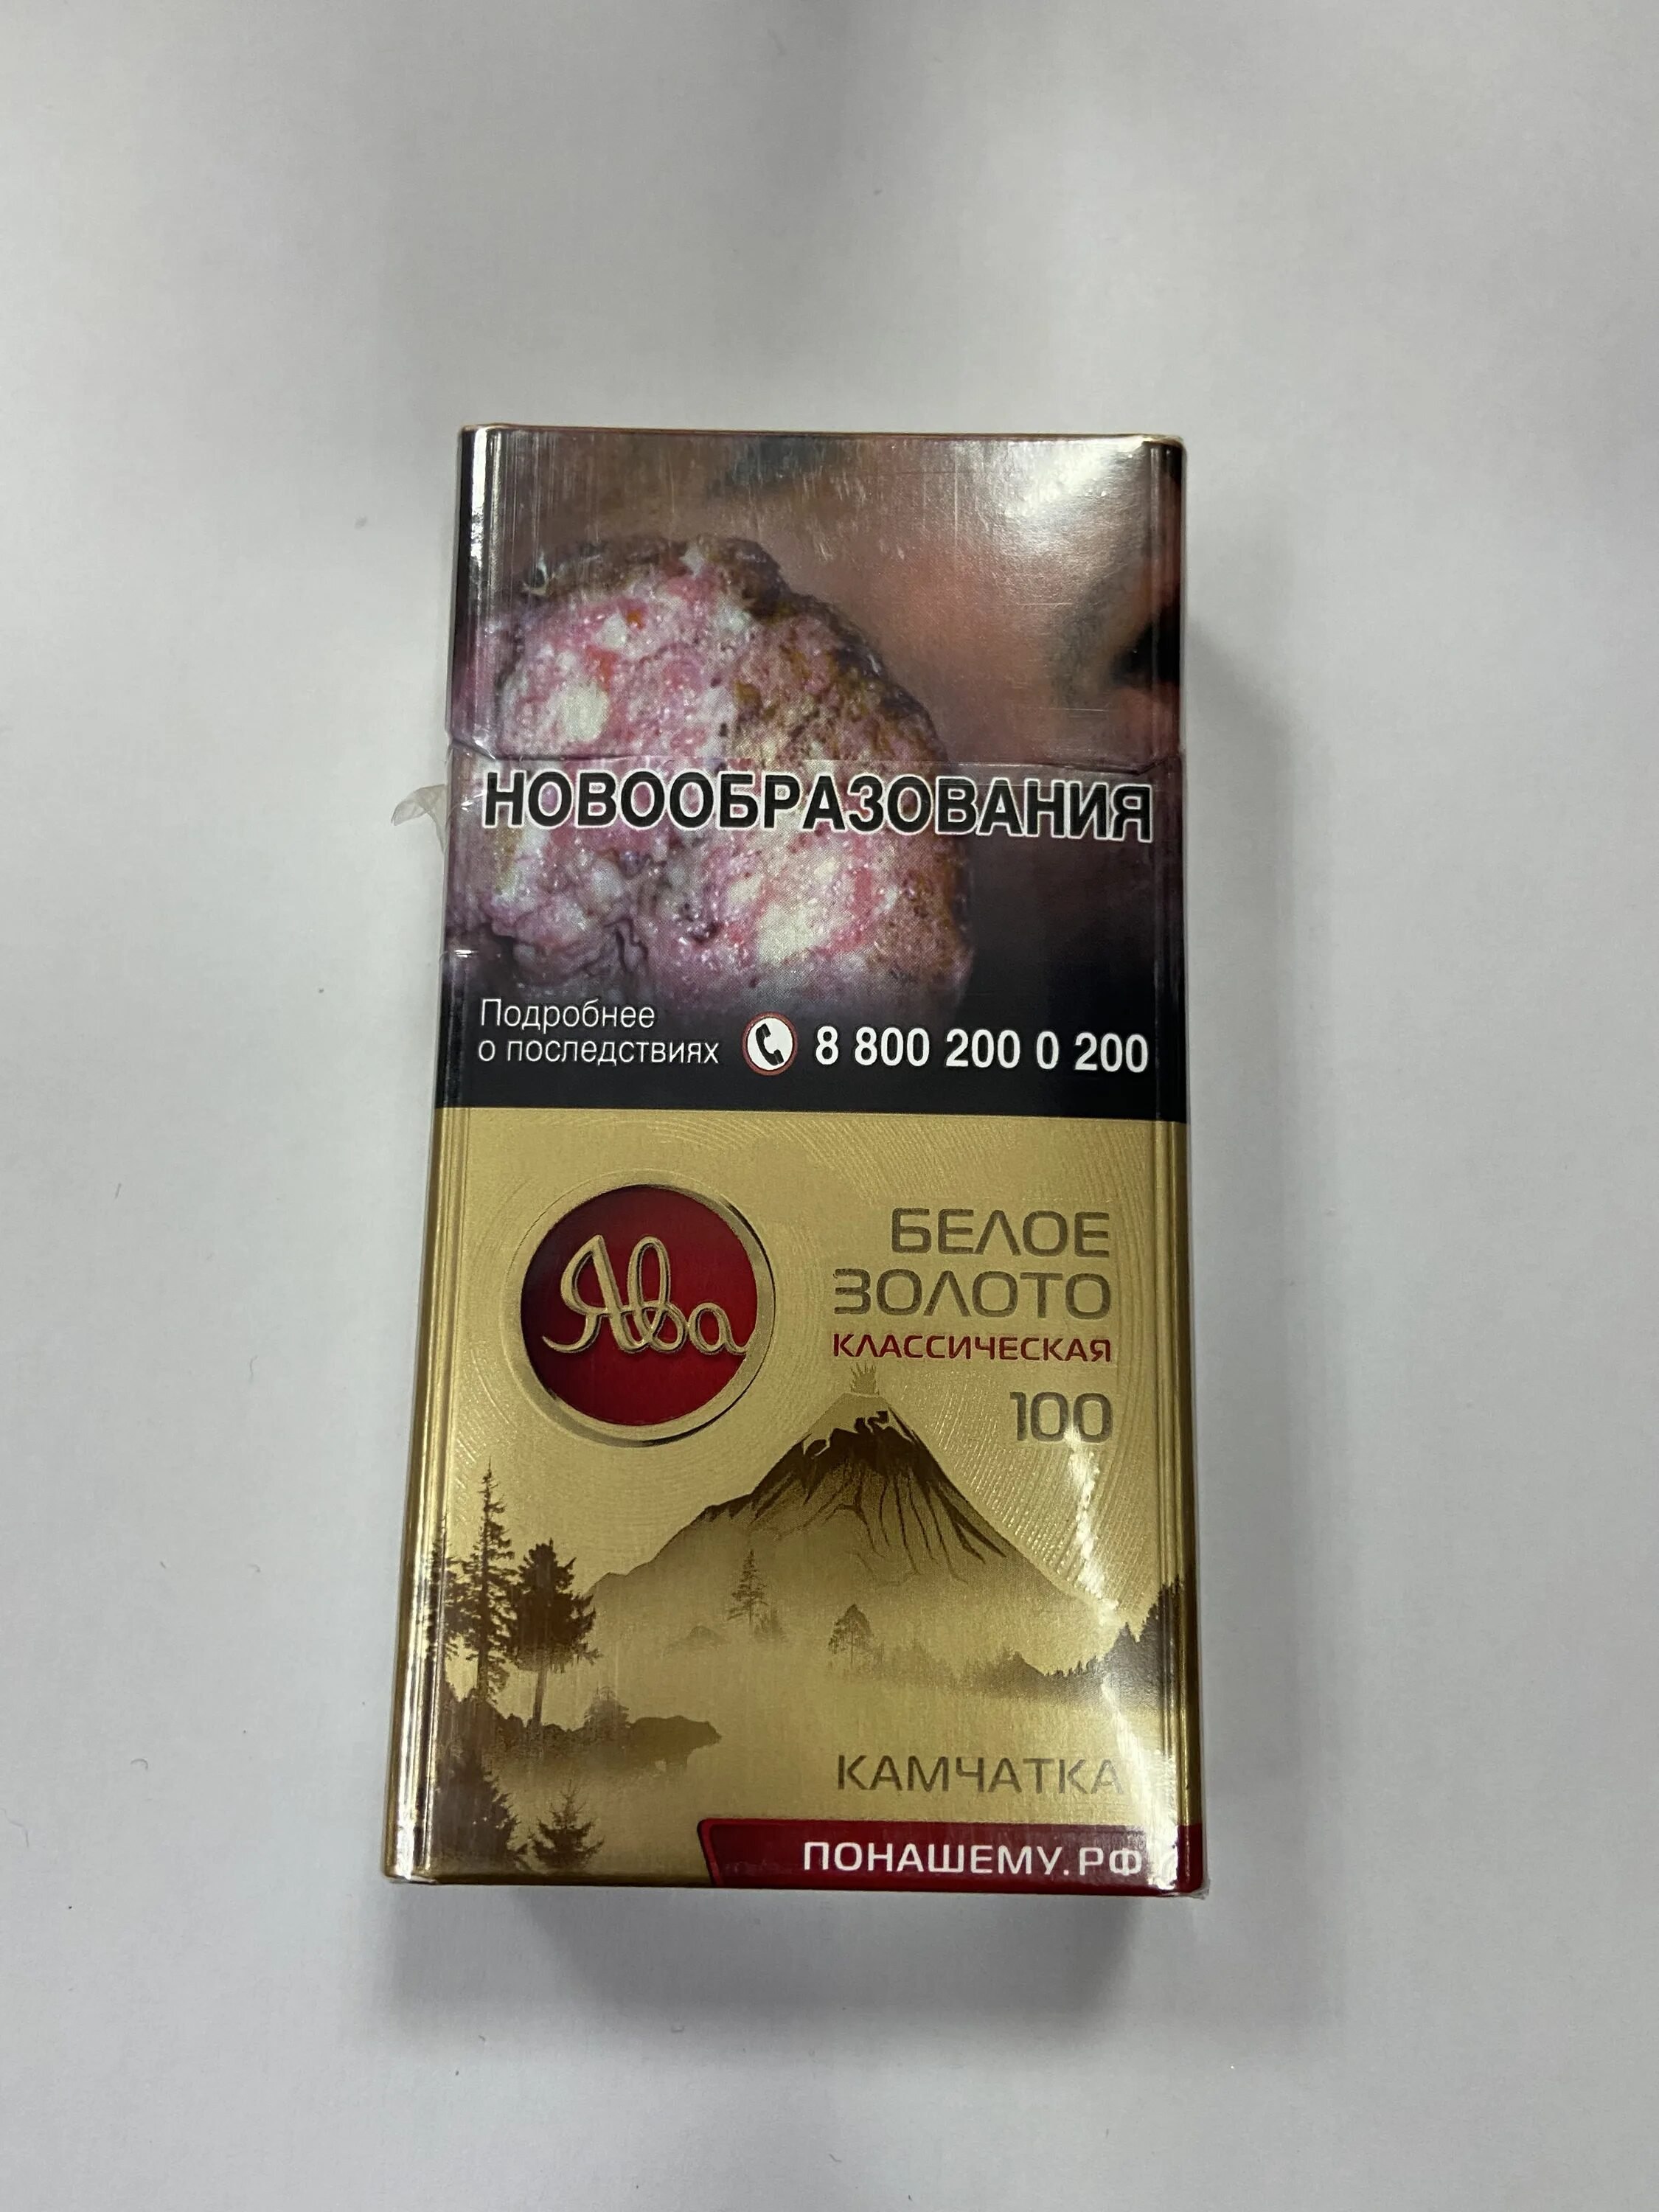 НОВООБРАЗОВАНИЯ
Подробнее
о последствиях
8 800 200 0 200
Ява
БЕЛОЕ
ЗОЛОТО
КЛАССИЧЕСКАЯ
100
КАМЧАТКА
ПОНАШЕМУ.РФ